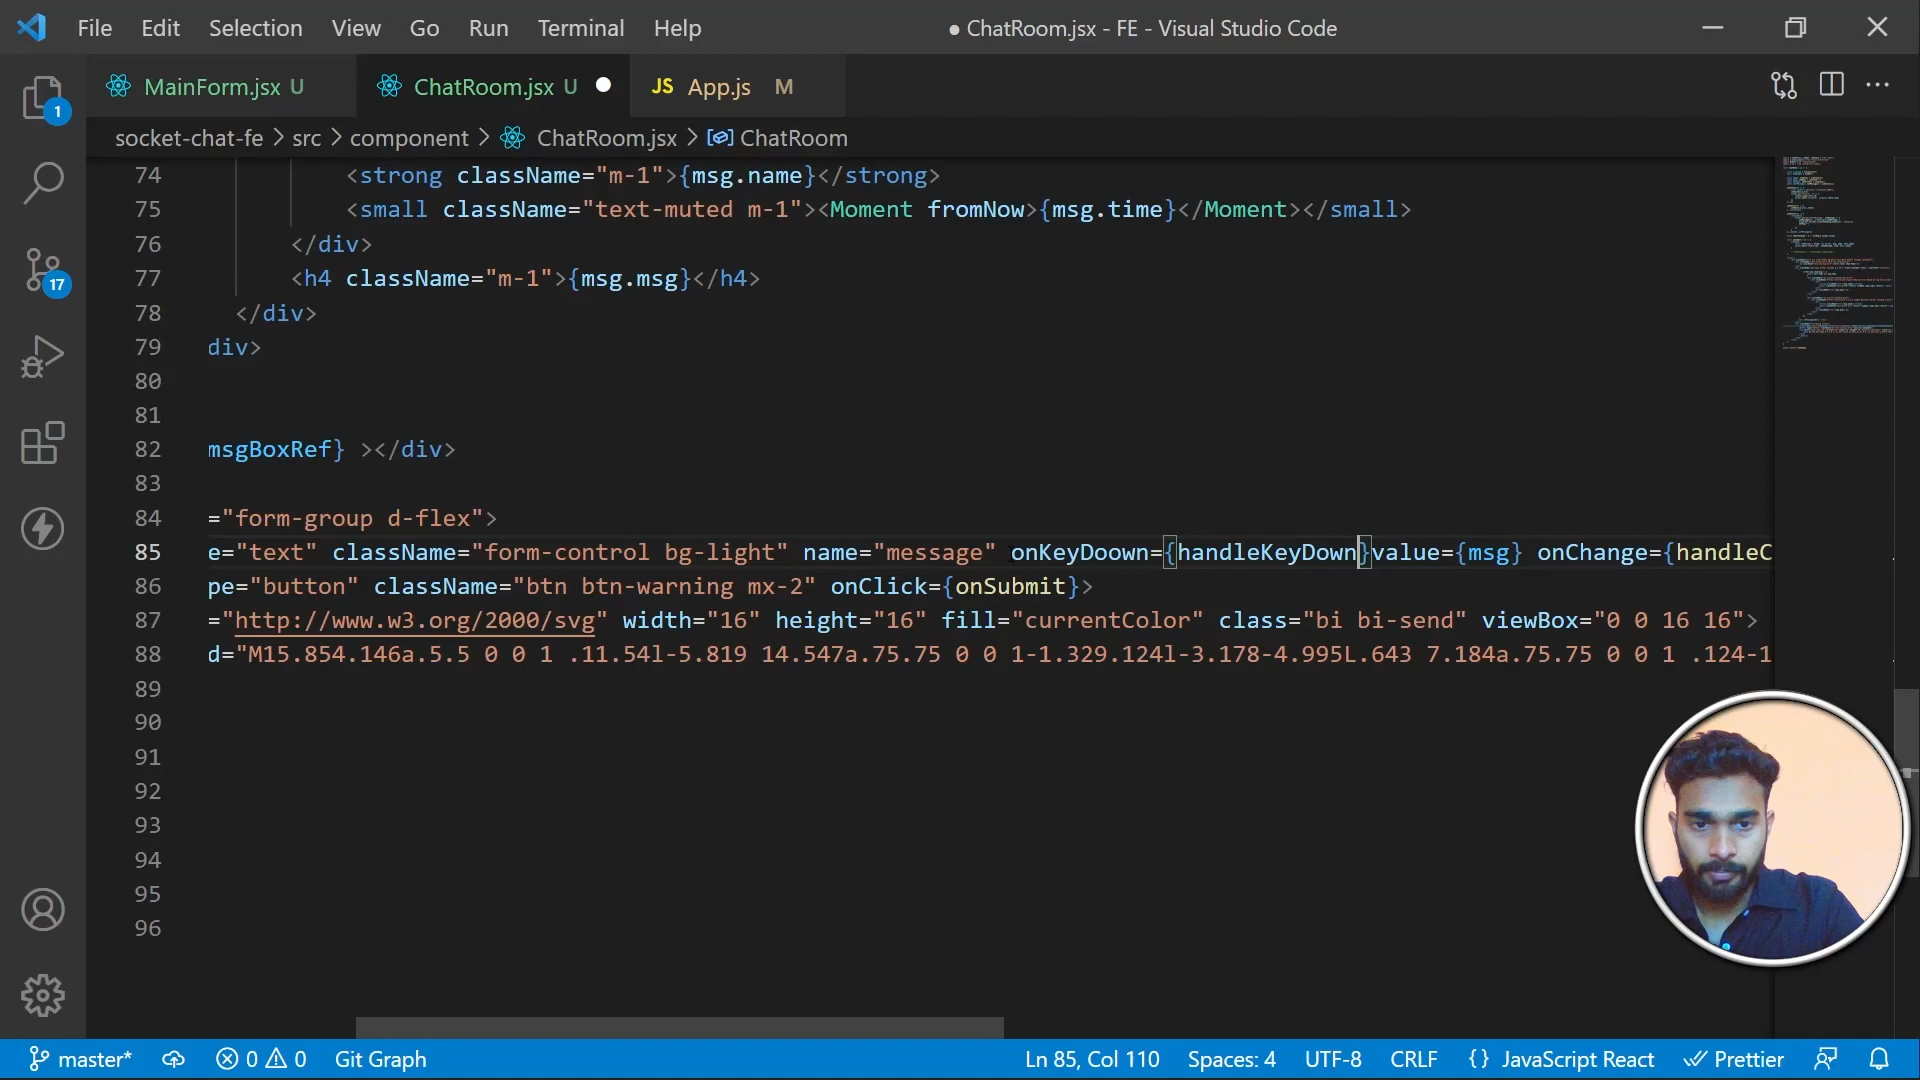 File Edit Selection View Go Run Terminal Help
● ChatRoom.jsx - FE - Visual Studio Code
MainForm.jsx U
ChatRoom.jsx U
JS App.js M
socket-chat-fe > src > component > ChatRoom.jsx > ChatRoom
74 <strong className="m-1">{msg.name}</strong>
75 <small className="text-muted m-1"><Moment fromNow>{msg.time}</Moment></small>
76 </div>
77 <h4 className="m-1">{msg.msg}</h4>
78 </div>
79 div>
80
81
82 msgBoxRef} ></div>
83
84 ="form-group d-flex">
85 e="text" className="form-control bg-light" name="message" onKeyDoown={handleKeyDown}value={msg} onChange={handleC
86 pe="button" className="btn btn-warning mx-2" onClick={onSubmit}>
87 ="http://www.w3.org/2000/svg" width="16" height="16" fill="currentColor" class="bi bi-send" viewBox="0 0 16 16">
88 d="M15.854.146a.5.5 0 0 1 .11.54l-5.819 14.547a.75.75 0 0 1-1.329.124l-3.178-4.995L.643 7.184a.75.75 0 0 1 .124-1
89
90
91
92
93
94
95
96
1
17
master* 0 0 Git Graph
Ln 85, Col 110 Spaces: 4 UTF-8 CRLF {} JavaScript React Prettier